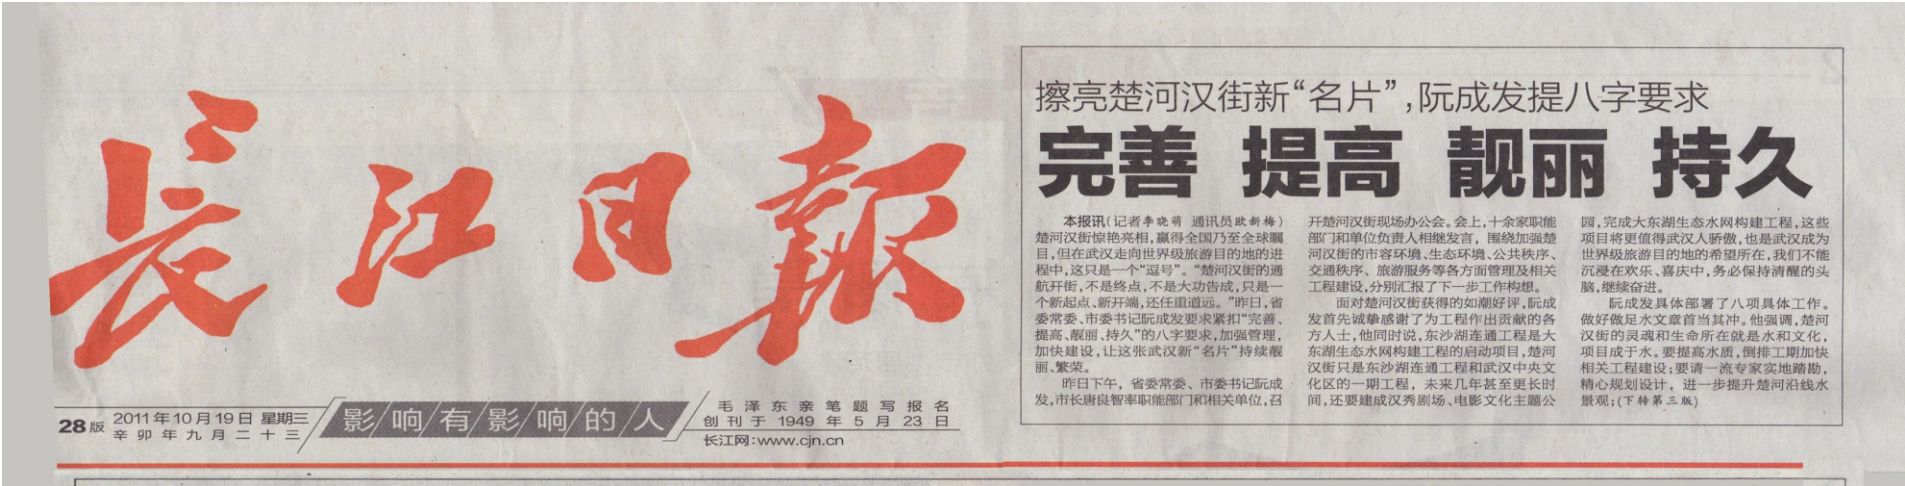 長江日報
28版
2011年10月19日 星期三
辛卯年九月二十三
影响有影响的人
毛泽东亲笔题写报名
创刊于1949年5月23日
长江网:www.cjn.cn
擦亮楚河汉街新“名片”,阮成发提八字要求
完善 提高 靓丽 持久
本报讯(记者李晓萌 通讯员欧新梅)
楚河汉街惊艳亮相,赢得全国乃至全球瞩
目,但在武汉走向世界级旅游目的地的进
程中,这只是一个“逗号”。“楚河汉街的通
航开街,不是终点,不是大功告成,只是一
个新起点、新开端,还任重道远。”昨日,省
委常委、市委书记阮成发要求紧扣“完善、
提高、靓丽、持久”的八字要求,加强管理,
加快建设,让这张武汉新“名片”持续靓
丽、繁荣。
昨日下午,省委常委、市委书记阮成
发,市长唐良智率职能部门和相关单位,召
开楚河汉街现场办公会。会上,十余家职能
部门和单位负责人相继发言,围绕加强楚
河汉街的市容环境、生态环境、公共秩序、
交通秩序、旅游服务等各方面管理及相关
工程建设,分别汇报了下一步工作构想。
面对楚河汉街获得的如潮好评,阮成
发首先诚挚感谢了为工程作出贡献的各
方人士,他同时说,东沙湖连通工程是大
东湖生态水网构建工程的启动项目,楚河
汉街只是东沙湖连通工程和武汉中央文
化区的一期工程,未来几年甚至更长时
间,还要建成汉秀剧场、电影文化主题公
园,完成大东湖生态水网构建工程,这些
项目将更值得武汉人骄傲,也是武汉成为
世界级旅游目的地的希望所在,我们不能
沉浸在欢乐、喜庆中,务必保持清醒的头
脑,继续奋进。
阮成发具体部署了八项具体工作。
做好做足水文章首当其冲。他强调,楚河
汉街的灵魂和生命所在就是水和文化,
项目成于水。要提高水质,倒排工期加快
相关工程建设;要请一流专家实地踏勘,
精心规划设计,进一步提升楚河沿线水
景观;(下转第三版)